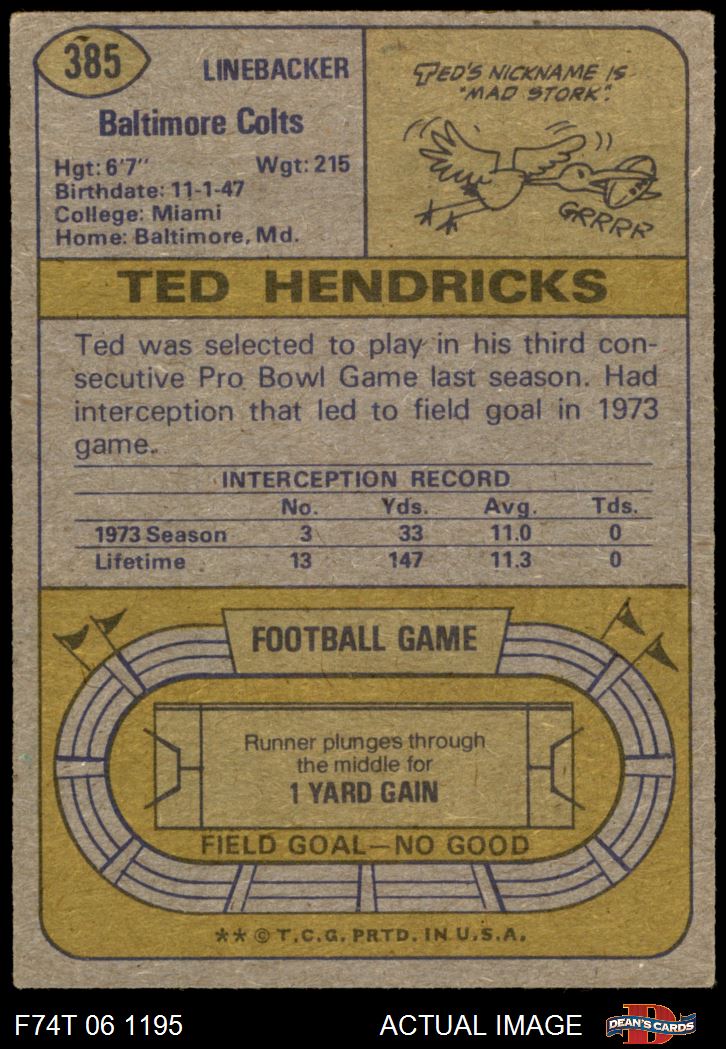 385
LINEBACKER
Baltimore Colts
Hgt: 6'7" Wgt: 215
Birthdate: 11-1-47
College: Miami
Home: Baltimore, Md.
TED'S NICKNAME IS
"MAD STORK".
GRRRR
TED HENDRICKS
Ted was selected to play in his third con-
secutive Pro Bowl Game last season. Had
interception that led to field goal in 1973
game.
INTERCEPTION RECORD
No. Yds. Avg. Tds.
1973 Season 3 33 11.0 0
Lifetime 13 147 11.3 0
FOOTBALL GAME
Runner plunges through
the middle for
1 YARD GAIN
FIELD GOAL—NO GOOD
** © T.C.G. PRTD. IN U.S.A.
F74T 06 1195 ACTUAL IMAGE
D
DEAN'S CARDS